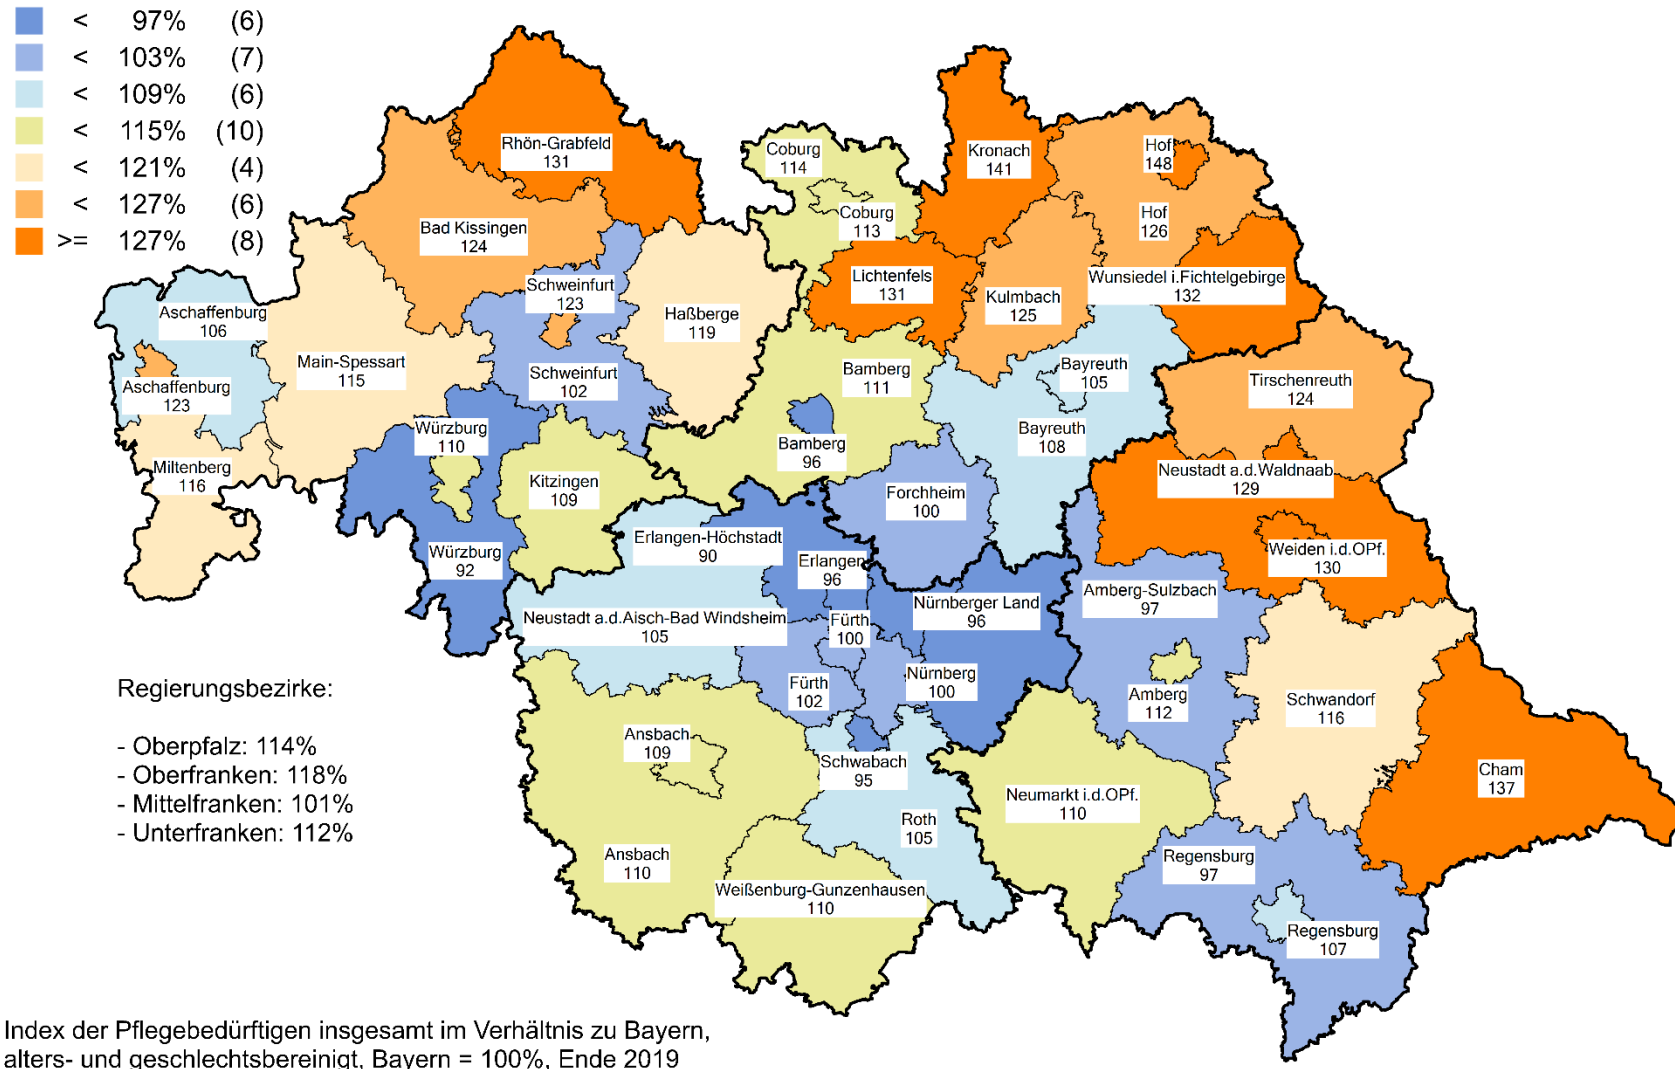 < 97% (6)
< 103% (7)
< 109% (6)
< 115% (10)
< 121% (4)
< 127% (6)
>= 127% (8)
Rhön-Grabfeld
131
Coburg
114
Kronach
141
Hof
148
Bad Kissingen
124
Coburg
113
Hof
126
Schweinfurt
123
Lichtenfels
131
Kulmbach
125
Wunsiedel i.Fichtelgebirge
132
Aschaffenburg
106
Haßberge
119
Main-Spessart
115
Schweinfurt
102
Bamberg
111
Bayreuth
105
Tirschenreuth
124
Aschaffenburg
123
Würzburg
110
Bamberg
96
Bayreuth
108
Miltenberg
116
Kitzingen
109
Forchheim
100
Neustadt a.d.Waldnaab
129
Würzburg
92
Erlangen-Höchstadt
90
Erlangen
96
Weiden i.d.OPf.
130
Neustadt a.d.Aisch-Bad Windsheim
105
Fürth
100
Nürnberger Land
96
Amberg-Sulzbach
97
Fürth
102
Nürnberg
100
Amberg
112
Schwandorf
116
Regierungsbezirke:
- Oberpfalz: 114%
- Oberfranken: 118%
- Mittelfranken: 101%
- Unterfranken: 112%
Ansbach
109
Schwabach
95
Neumarkt i.d.OPf.
110
Cham
137
Roth
105
Ansbach
110
Weißenburg-Gunzenhausen
110
Regensburg
97
Regensburg
107
Index der Pflegebedürftigen insgesamt im Verhältnis zu Bayern,
alters- und geschlechtsbereinigt, Bayern = 100%, Ende 2019